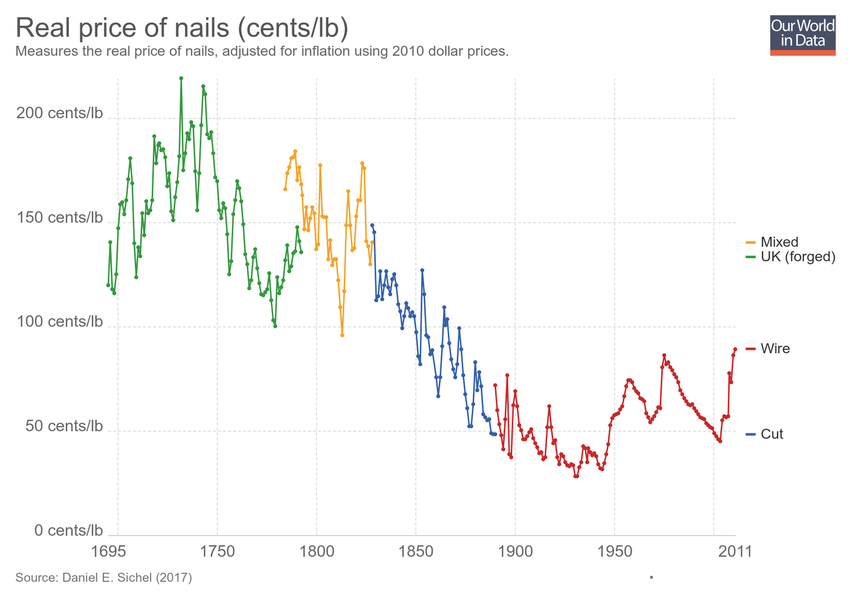 Real price of nails (cents/lb)
Measures the real price of nails, adjusted for inflation using 2010 dollar prices.
Our World
in Data
200 cents/lb
150 cents/lb
100 cents/lb
50 cents/lb
0 cents/lb
Mixed
UK (forged)
Wire
Cut
1695 1750 1800 1850 1900 1950 2011
Source: Daniel E. Sichel (2017)